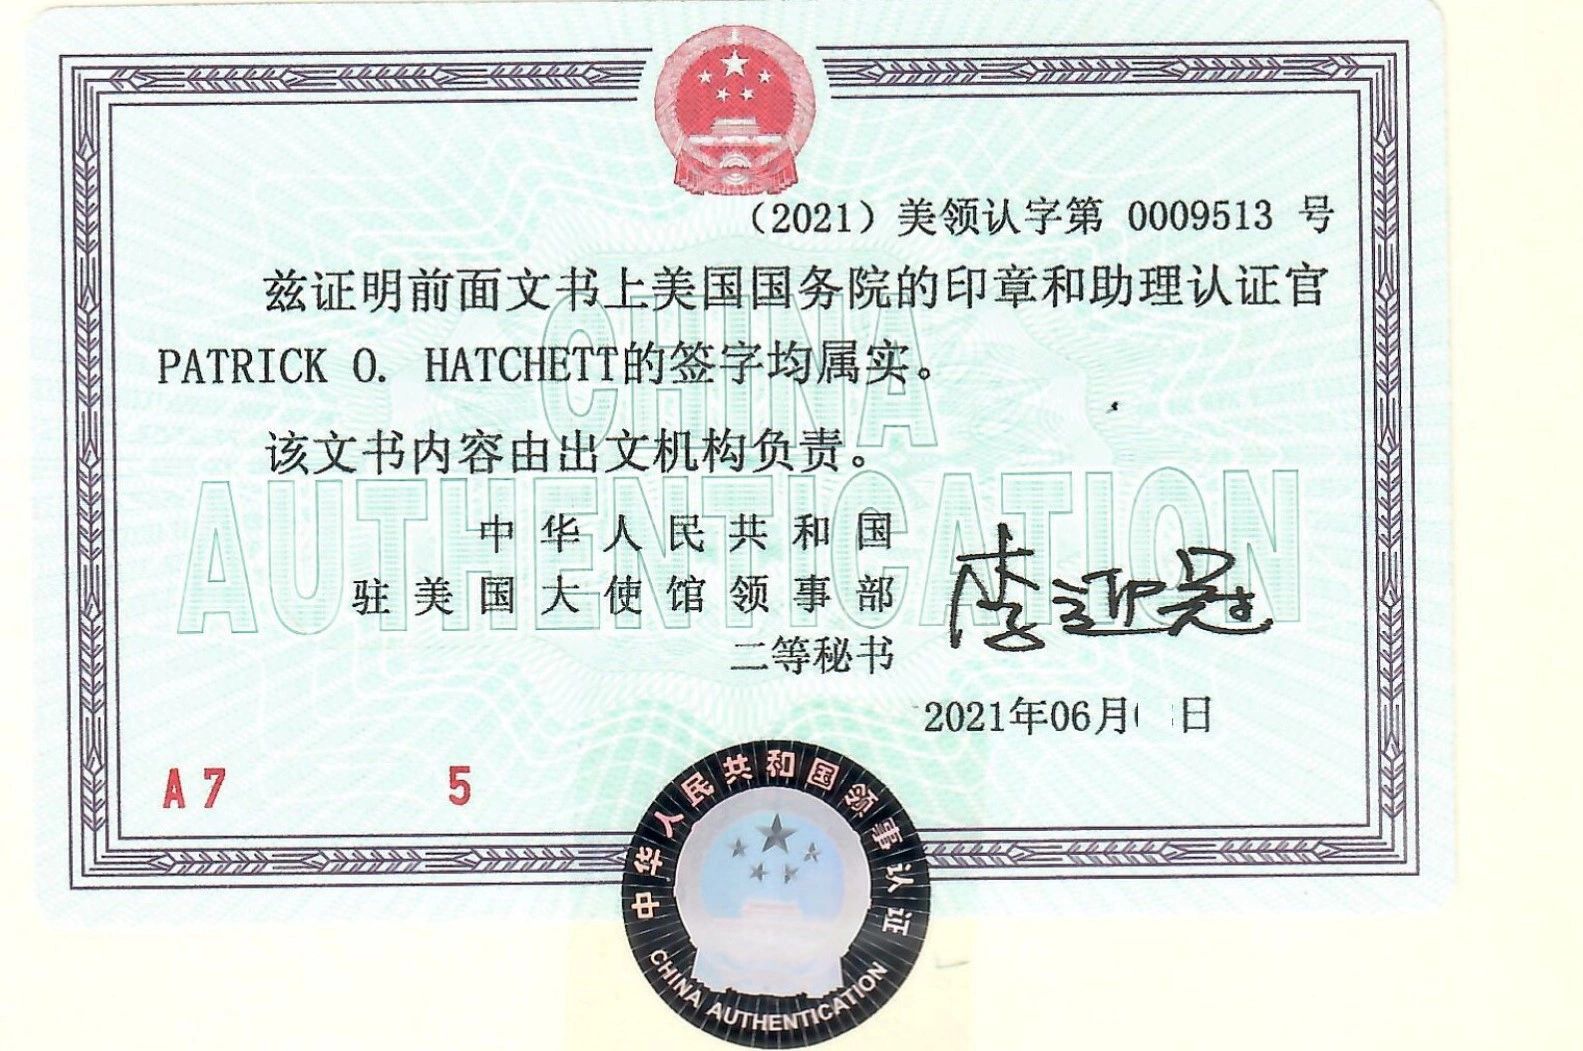 （2021）美领认字第 0009513 号
兹证明前面文书上美国国务院的印章和助理认证官
PATRICK O. HATCHETT的签字均属实。
该文书内容由出文机构负责。
CHINA
AUTHENTICATION
中华人民共和国
驻美国大使馆领事部
二等秘书
李迎冠
2021年06月 日
A7 5
中华人民共和国领事认证
CHINA AUTHENTICATION